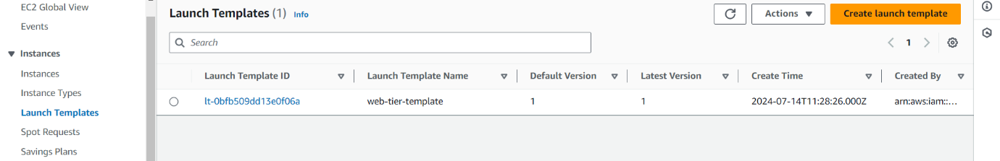 EC2 Global View
Events
Instances
Instances
Instance Types
Launch Templates
Spot Requests
Savings Plans
Launch Templates (1) Info
Actions
Create launch template
Search
1
Launch Template ID Launch Template Name Default Version Latest Version Create Time Created By
lt-0bfb509dd13e0f06a web-tier-template 1 1 2024-07-14T11:28:26.000Z arn:aws:iam::...